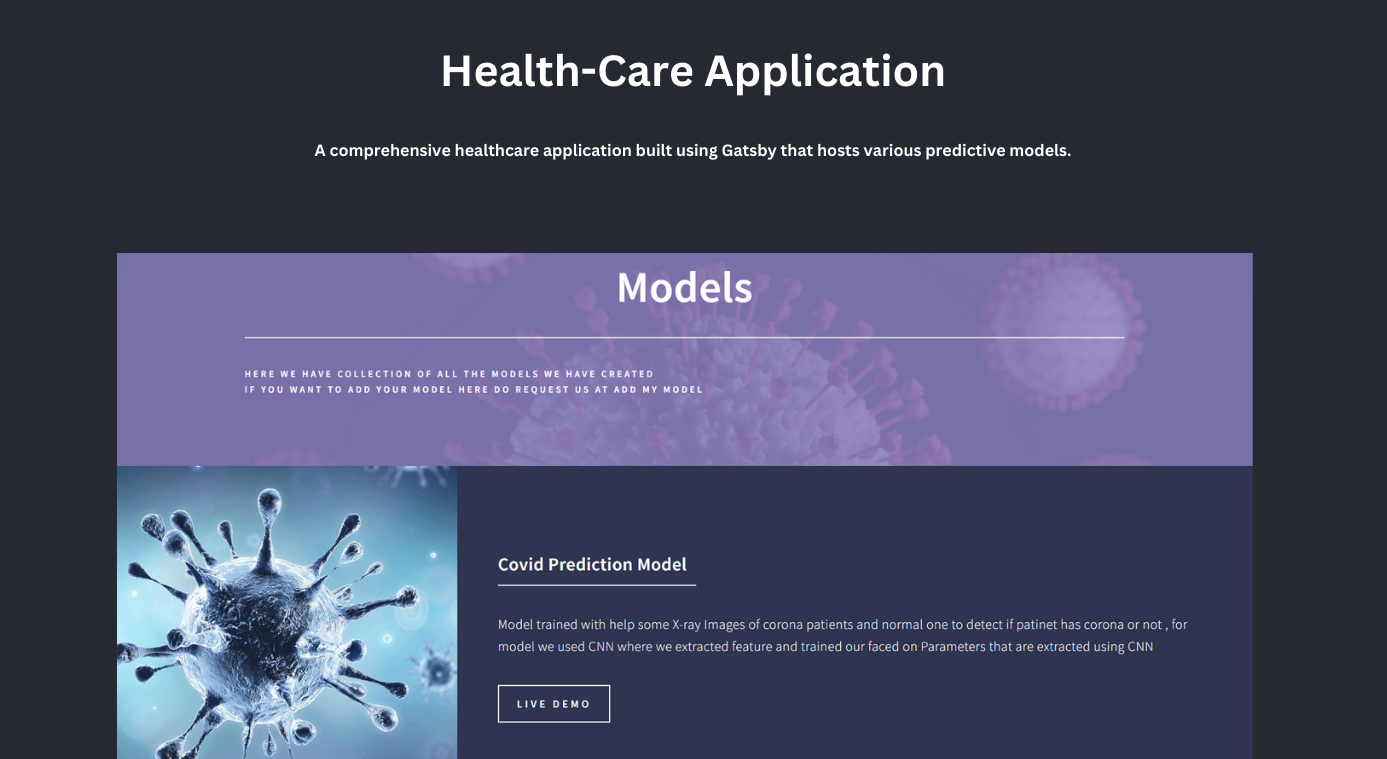 Health-Care Application
A comprehensive healthcare application built using Gatsby that hosts various predictive models.
Models
HERE WE HAVE COLLECTION OF ALL THE MODELS WE HAVE CREATED
IF YOU WANT TO ADD YOUR MODEL HERE DO REQUEST US AT ADD MY MODEL
Covid Prediction Model
Model trained with help some X-ray Images of corona patients and normal one to detect if patinet has corona or not , for
model we used CNN where we extracted feature and trained our faced on Parameters that are extracted using CNN
LIVE DEMO